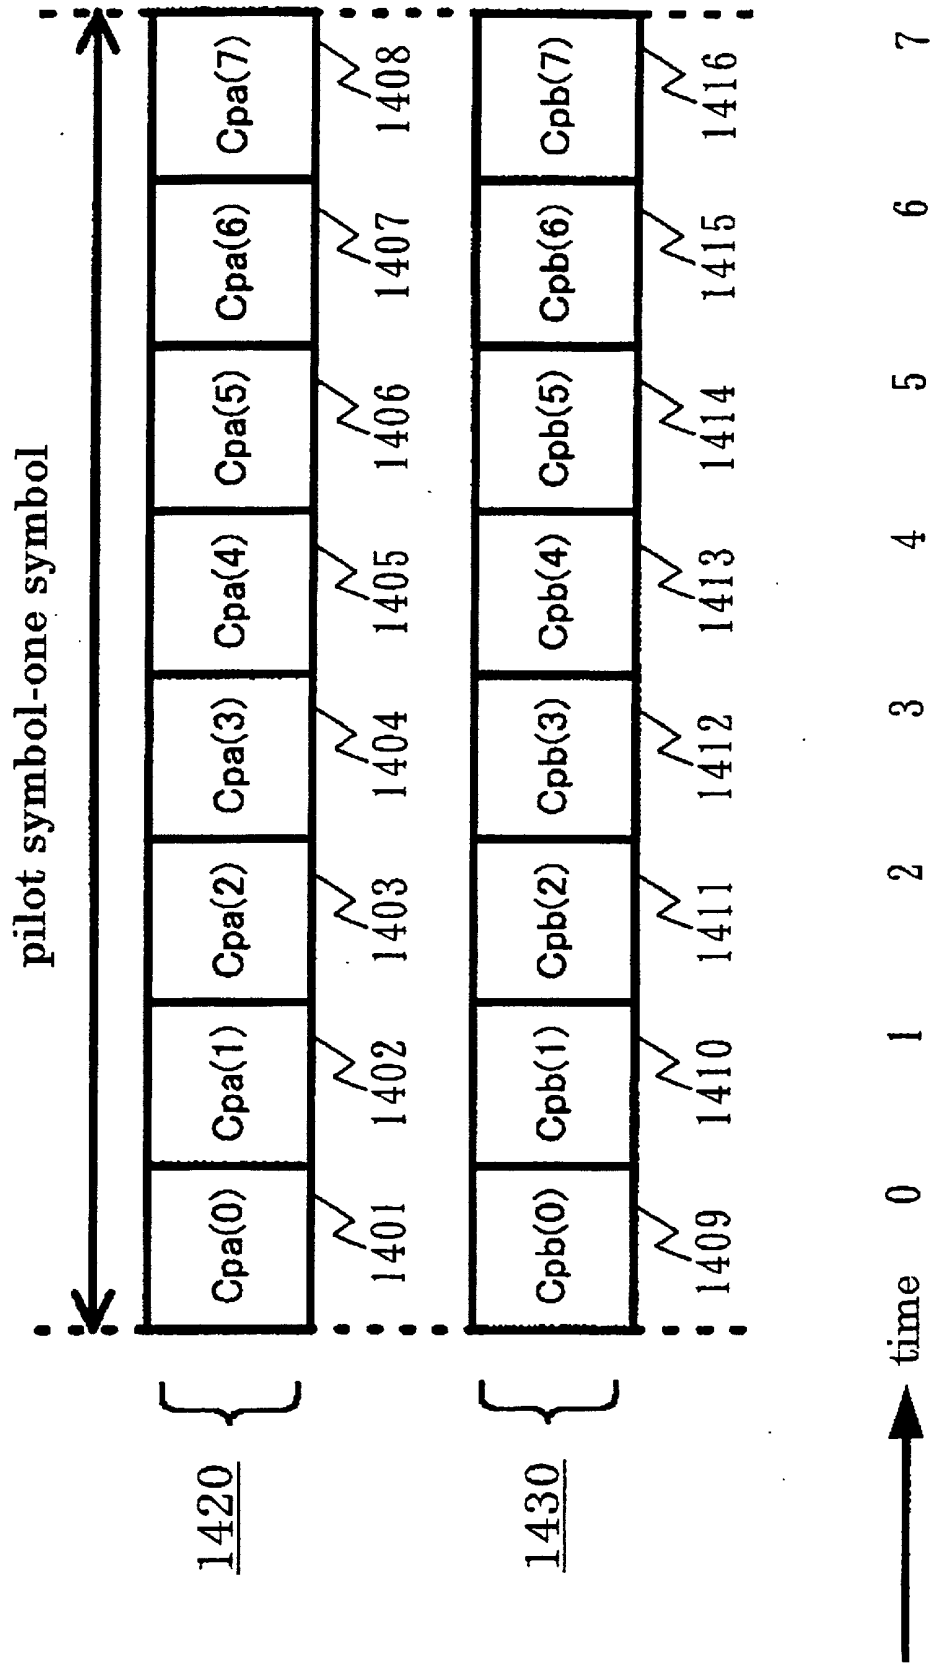 pilot symbol-one symbol
1420
Cpa(0) Cpa(1) Cpa(2) Cpa(3) Cpa(4) Cpa(5) Cpa(6) Cpa(7)
1401 1402 1403 1404 1405 1406 1407 1408
1430
Cpb(0) Cpb(1) Cpb(2) Cpb(3) Cpb(4) Cpb(5) Cpb(6) Cpb(7)
1409 1410 1411 1412 1413 1414 1415 1416
time 0 1 2 3 4 5 6 7